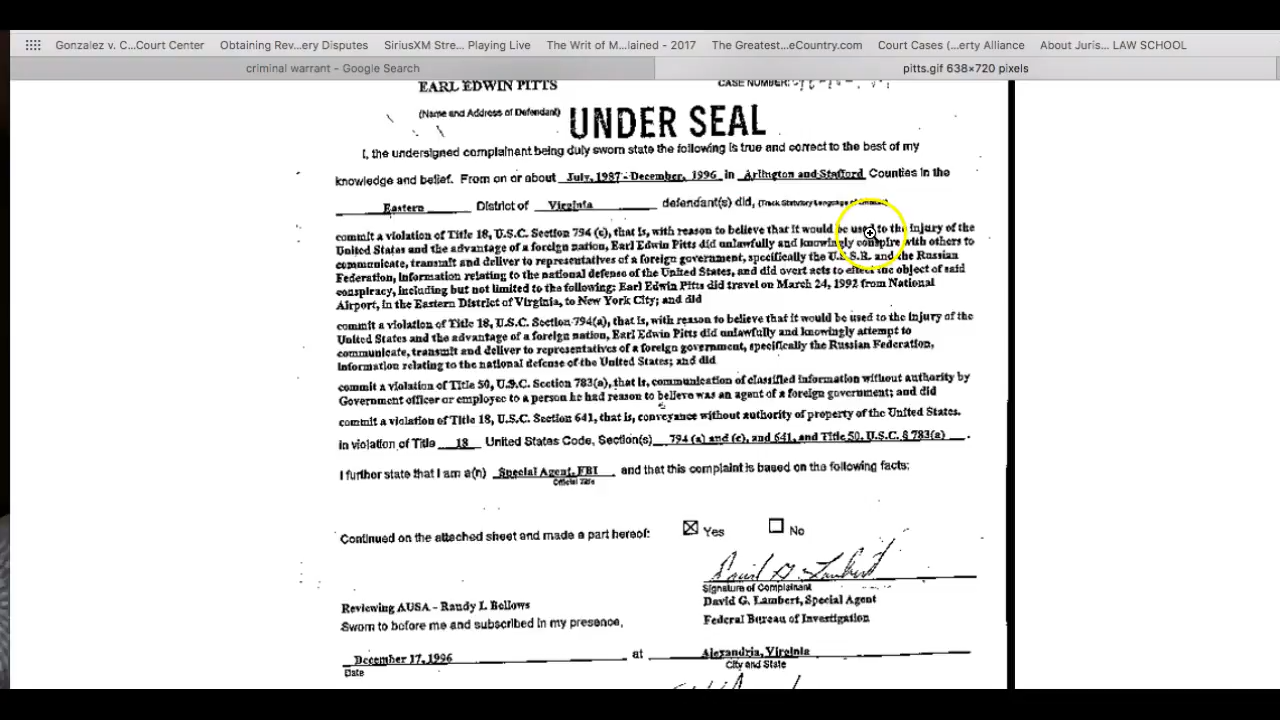 Gonzalez v. C...Court Center Obtaining Rev...ery Disputes SiriusXM Stre... Playing Live The Writ of M...lained - 2017 The Greatest...eCountry.com Court Cases (...erty Alliance About Juris... LAW SCHOOL
criminal warrant - Google Search pitts.gif 638×720 pixels
EARL EDWIN PITTS CASE NUMBER:
(Name and Address of Defendant)
UNDER SEAL
I, the undersigned complainant being duly sworn state the following is true and correct to the best of my
knowledge and belief. From on or about July, 1987 - December, 1996 in Arlington and Stafford Counties in the
Eastern District of Virginia defendant(s) did, (Track Statutory Language of Offense)
commit a violation of Title 18, U.S.C. Section 794 (c), that is, with reason to believe that it would be used to the injury of the
United States and the advantage of a foreign nation, Earl Edwin Pitts did unlawfully and knowingly conspire with others to
communicate, transmit and deliver to representatives of a foreign government, specifically the U.S.S.R. and the Russian
Federation, information relating to the national defense of the United States, and did overt acts to effect the object of said
conspiracy, including but not limited to the following: Earl Edwin Pitts did travel on March 24, 1992 from National
Airport, in the Eastern District of Virginia, to New York City; and did
commit a violation of Title 18, U.S.C. Section 794(a), that is, with reason to believe that it would be used to the injury of the
United States and the advantage of a foreign nation, Earl Edwin Pitts did unlawfully and knowingly attempt to
communicate, transmit and deliver to representatives of a foreign government, specifically the Russian Federation,
information relating to the national defense of the United States; and did
commit a violation of Title 50, U.S.C. Section 783(a), that is, communication of classified information without authority by
Government officer or employee to a person he had reason to believe was an agent of a foreign government; and did
commit a violation of Title 18, U.S.C. Section 641, that is, conveyance without authority of property of the United States.
in violation of Title 18 United States Code, Section(s) 794 (a) and (c), and 641, and Title 50, U.S.C. § 783(a) .
I further state that I am a(n) Special Agent, FBI and that this complaint is based on the following facts:
Official Title
Continued on the attached sheet and made a part hereof: Yes No
David G. Lambert
Signature of Complainant
Reviewing AUSA - Randy I. Bellows David G. Lambert, Special Agent
Sworn to before me and subscribed in my presence, Federal Bureau of Investigation
December 17, 1996 at Alexandria, Virginia
Date City and State